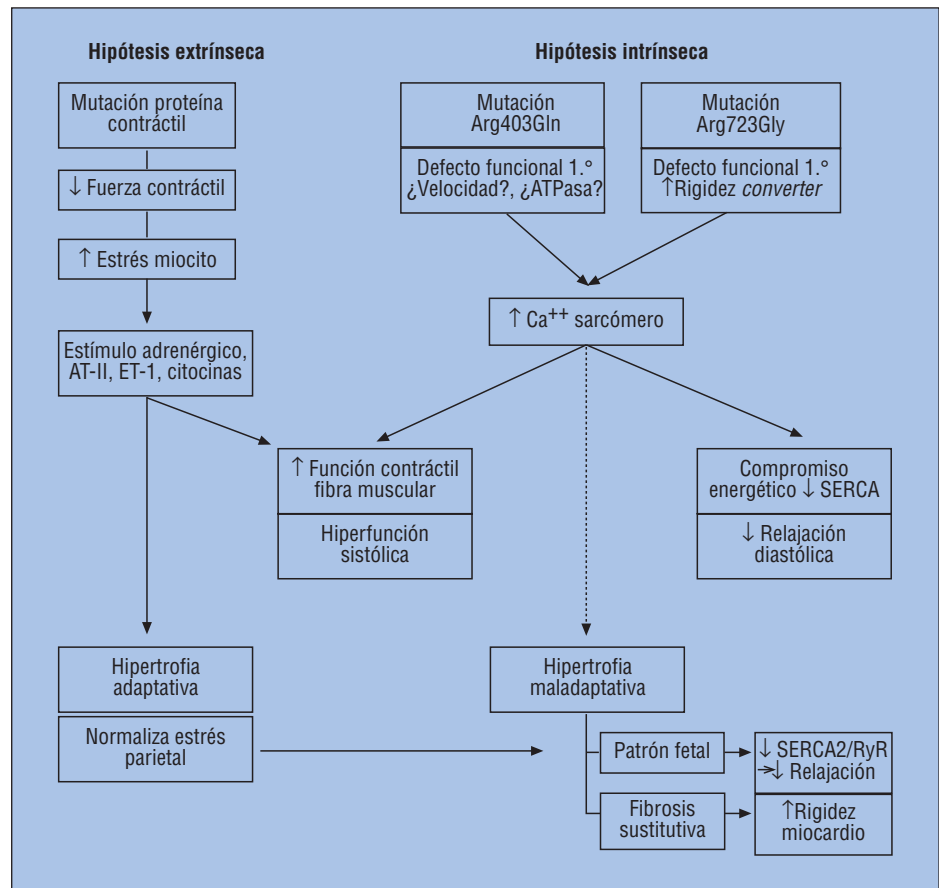 Hipótesis extrínseca
Mutación proteína
contráctil
↓ Fuerza contráctil
↑ Estrés miocito
Estímulo adrenérgico,
AT-II, ET-1, citocinas
Hipótesis intrínseca
Mutación
Arg403Gln
Defecto funcional 1.°
¿Velocidad?, ¿ATPasa?
Mutación
Arg723Gly
Defecto funcional 1.°
↑Rigidez converter
↑ Ca++ sarcómero
↑ Función contráctil
fibra muscular
Hiperfunción
sistólica
Compromiso
energético ↓ SERCA
↓ Relajación
diastólica
Hipertrofia
adaptativa
Normaliza estrés
parietal
Hipertrofia
maladaptativa
Patrón fetal
↓ SERCA2/RyR
→↓ Relajación
Fibrosis
sustitutiva
↑Rigidez
miocardio